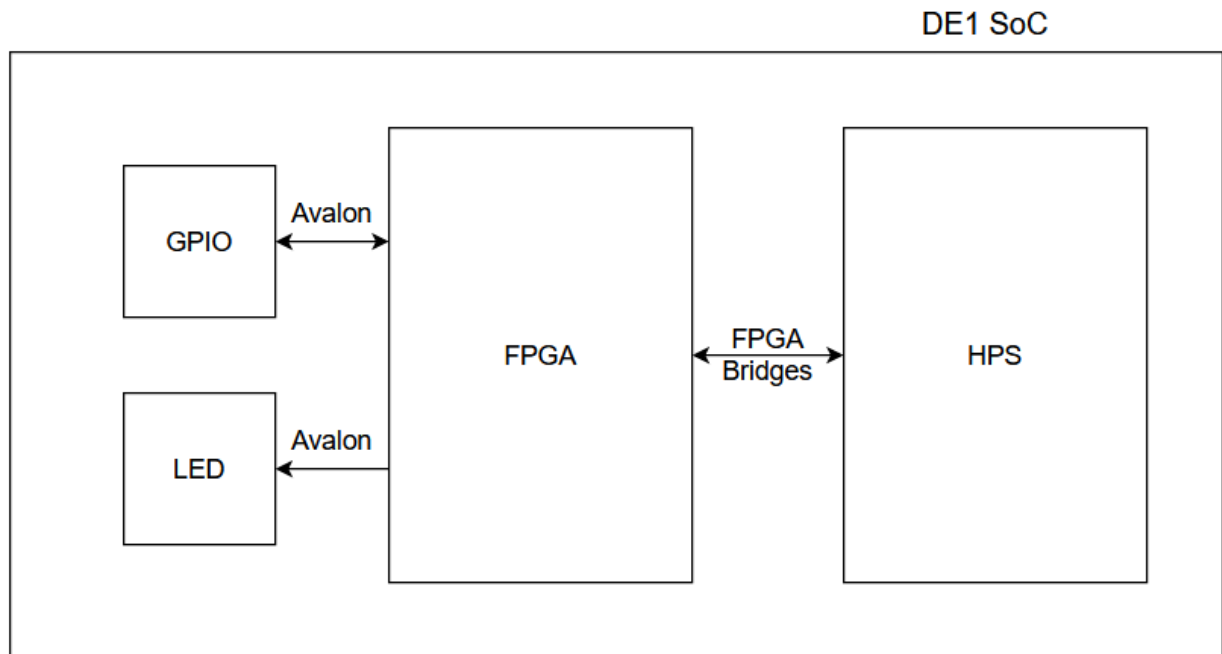 DE1 SoC
GPIO
Avalon
LED
Avalon
FPGA
FPGA
Bridges
HPS